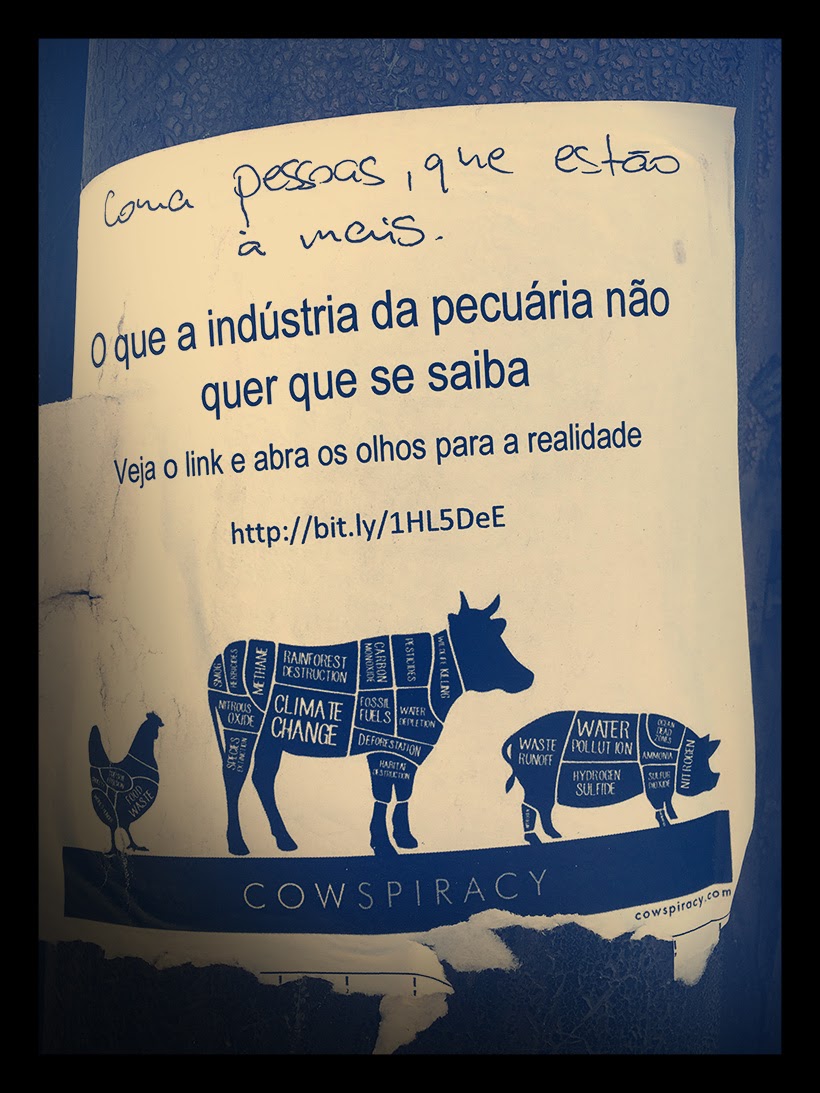 Coma pessoas, que estão
à mais.
O que a indústria da pecuária não
quer que se saiba
Veja o link e abra os olhos para a realidade
http://bit.ly/1HL5DeE
SMOG
HERBICIDES
METHANE
RAINFOREST
DESTRUCTION
CARBON
MONOXIDE
PESTICIDES
WILDLIFE KILLING
NITROUS
OXIDE
CLIMATE
CHANGE
FOSSIL
FUELS
WATER
DEPLETION
DEFORESTATION
SPECIES
EXTINCTION
HABITAT
DESTRUCTION
FOOD
WASTE
WASTE
RUNOFF
WATER
POLLUTION
OCEAN
DEAD
ZONES
AMMONIA
NITROGEN
HYDROGEN
SULFIDE
SULFUR
DIOXIDE
COWSPIRACY
cowspiracy.com